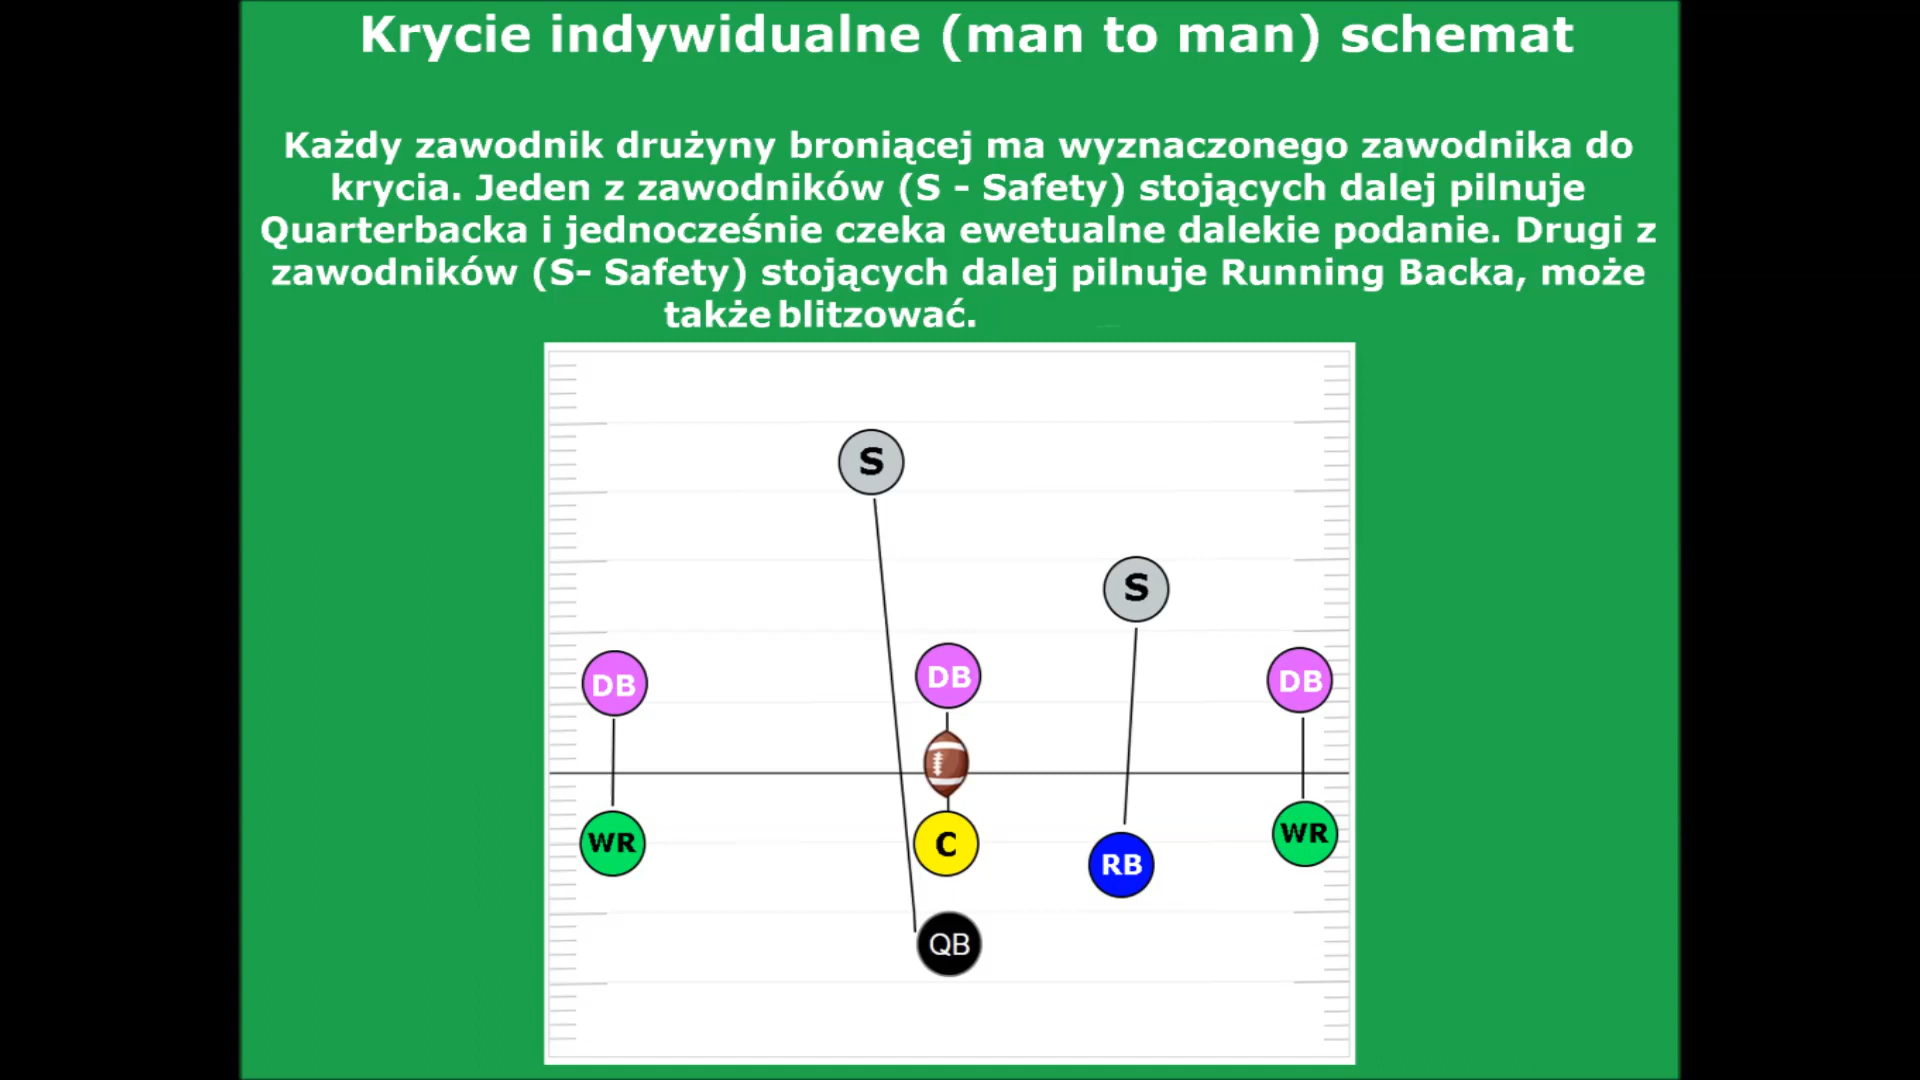 Krycie indywidualne (man to man) schemat
Każdy zawodnik drużyny broniącej ma wyznaczonego zawodnika do
krycia. Jeden z zawodników (S - Safety) stojących dalej pilnuje
Quarterbacka i jednocześnie czeka ewetualne dalekie podanie. Drugi z
zawodników (S- Safety) stojących dalej pilnuje Running Backa, może
także blitzować.
S
S
DB
DB
DB
WR
C
RB
WR
QB